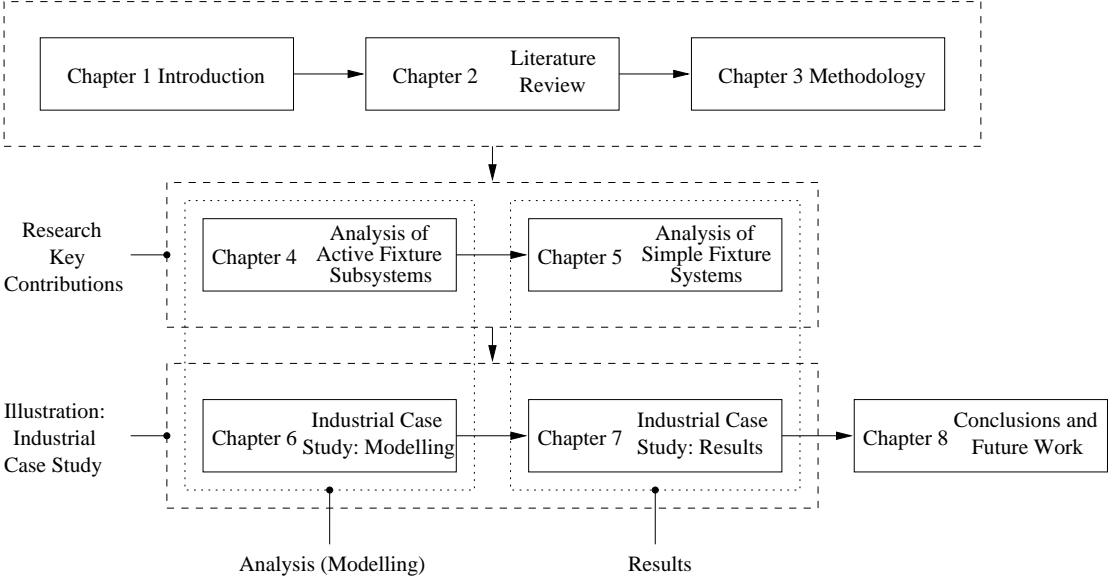 Chapter 1 Introduction
Chapter 2
Literature
Review
Chapter 3 Methodology
Research
Key
Contributions
Chapter 4
Analysis of
Active Fixture
Subsystems
Chapter 5
Analysis of
Simple Fixture
Systems
Illustration:
Industrial
Case Study
Chapter 6
Industrial Case
Study: Modelling
Chapter 7
Industrial Case
Study: Results
Chapter 8
Conclusions and
Future Work
Analysis (Modelling)
Results